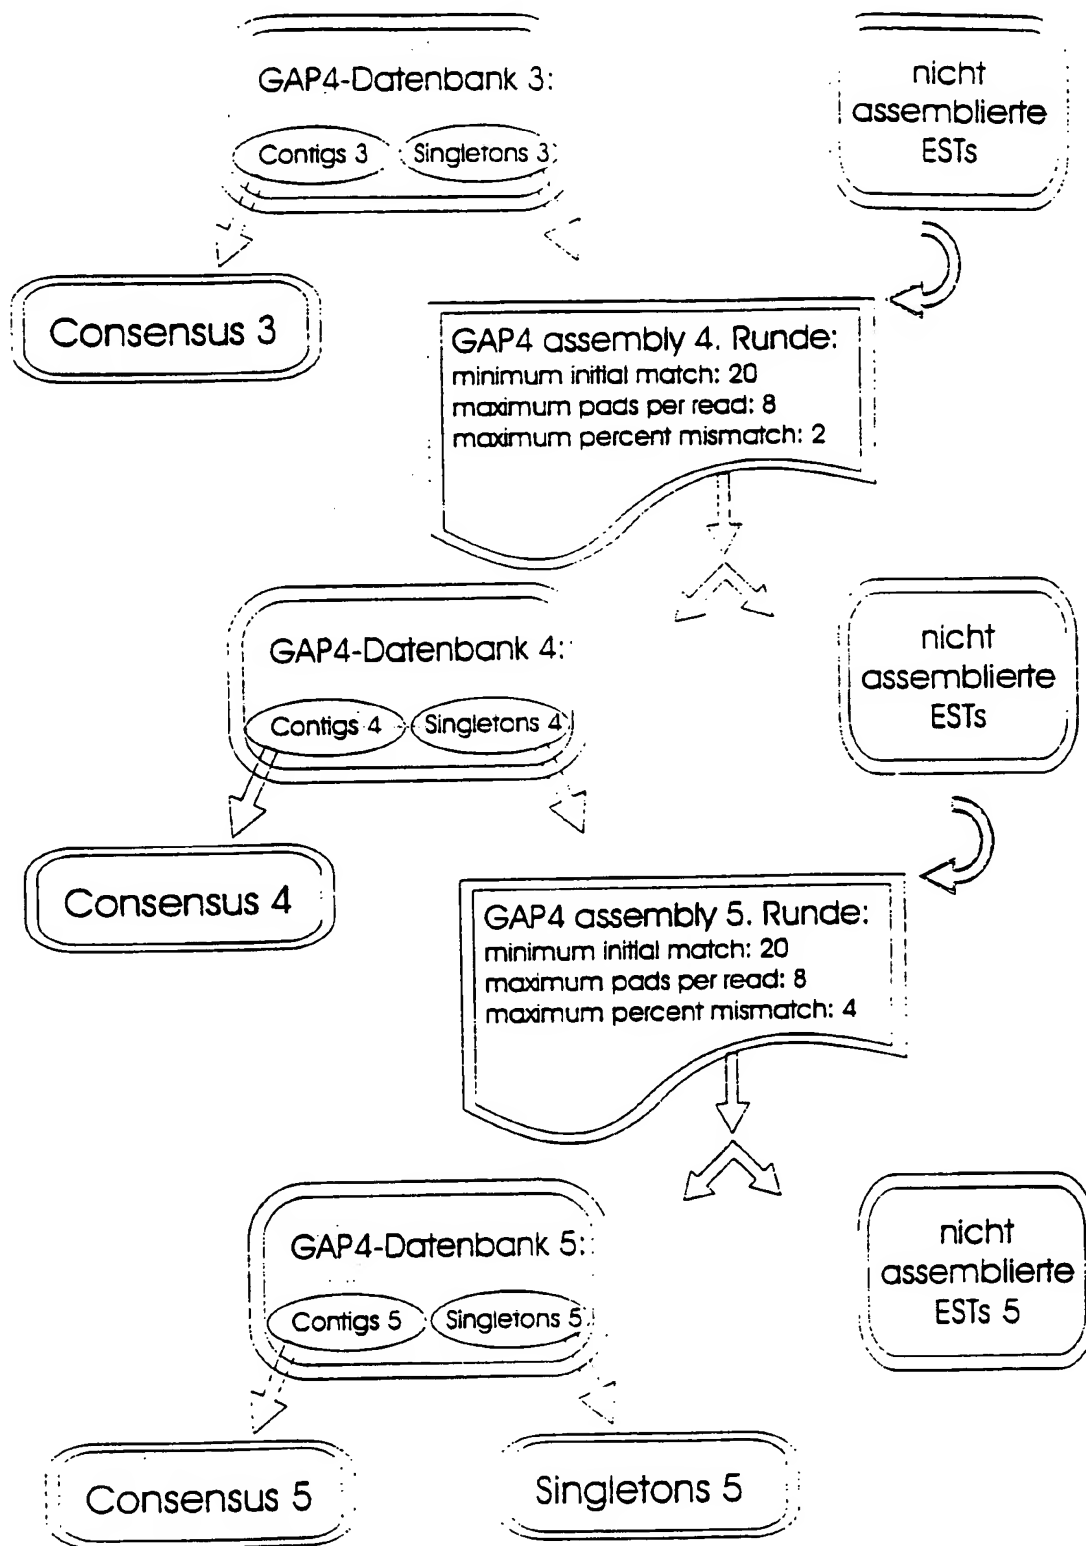 GAP4-Datenbank 3:
Contigs 3
Singletons 3
nicht
assemblierte
ESTs
Consensus 3
GAP4 assembly 4. Runde:
minimum initial match: 20
maximum pads per read: 8
maximum percent mismatch: 2
GAP4-Datenbank 4:
Contigs 4
Singletons 4
nicht
assemblierte
ESTs
Consensus 4
GAP4 assembly 5. Runde:
minimum initial match: 20
maximum pads per read: 8
maximum percent mismatch: 4
GAP4-Datenbank 5:
Contigs 5
Singletons 5
nicht
assemblierte
ESTs 5
Consensus 5
Singletons 5